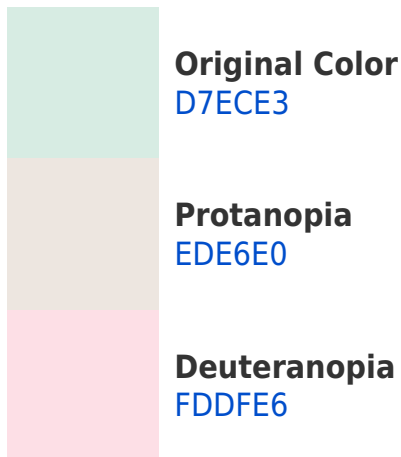 Original Color
D7ECE3
Protanopia
EDE6E0
Deuteranopia
FDDFE6